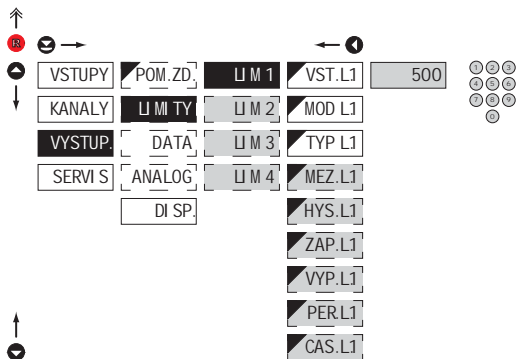 R
VSTUPY POM.ZD. LIM 1 VST.L1 500 1 2 3
4 5 6
KANALY LIMITY LIM 2 MOD L1 7 8 9
0
VYSTUP. DATA LIM 3 TYP L1
SERVIS ANALOG LIM 4 MEZ.L1
DISP. HYS.L1
ZAP.L1
VYP.L1
PER.L1
CAS.L1